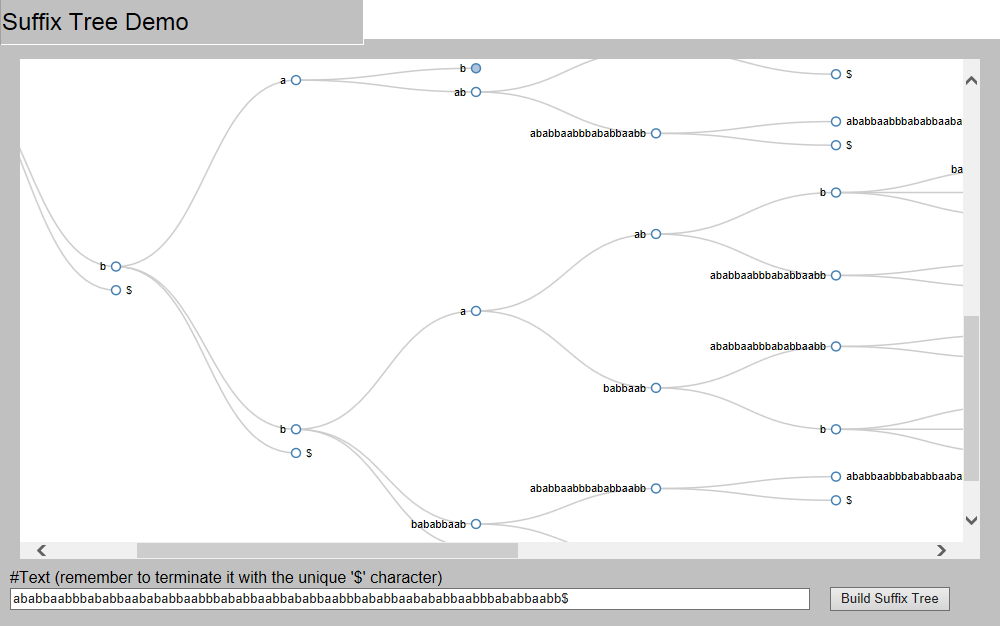 Suffix Tree Demo
b
$
a
ab
ababbaabbbababbaabb
ababbaabbbababbaaba
$
ba
b
ab
b
ababbaabbbababbaabb
$
a
ababbaabbbababbaabb
babbaab
b
b
$
ababbaabbbababbaabb
ababbaabbbababbaaba
$
bababbaab
#Text (remember to terminate it with the unique '$' character)
ababbaabbbababbaabababbaabbbababbaabbababbaabbbababbaabababbaabbbababbaabb$
Build Suffix Tree